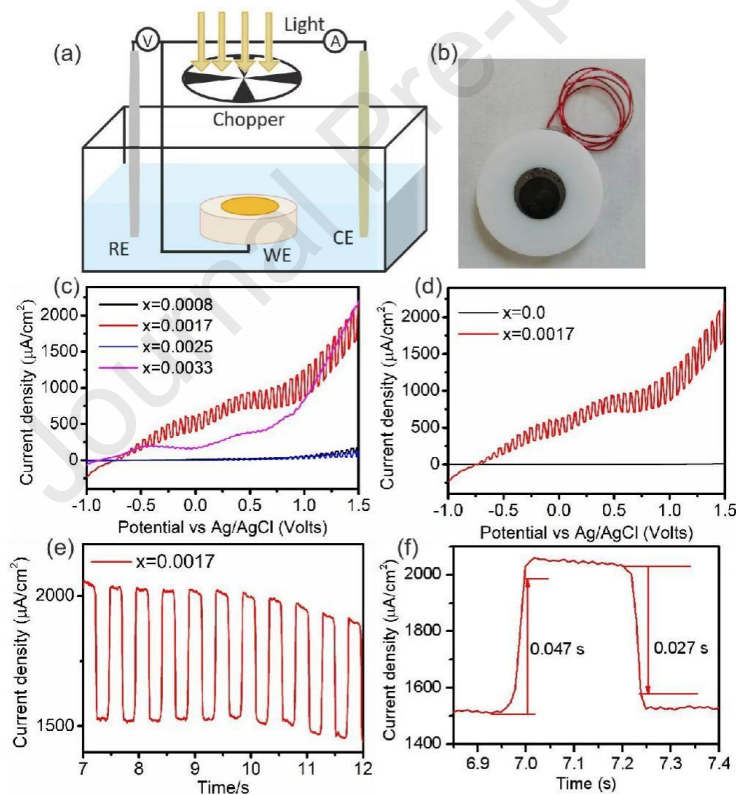 Journal Pre-p
(a)
V
Light
A
Chopper
RE
WE
CE
(b)
(c)
x=0.0008
x=0.0017
x=0.0025
x=0.0033
Current density (μA/cm²)
2000
1500
1000
500
0
-1.0 -0.5 0.0 0.5 1.0 1.5
Potential vs Ag/AgCl (Volts)
(d)
x=0.0
x=0.0017
Current density (μA/cm²)
2000
1500
1000
500
0
-1.0 -0.5 0.0 0.5 1.0 1.5
Potential vs Ag/AgCl (Volts)
(e)
x=0.0017
Current density (μA/cm²)
2000
1500
7 8 9 10 11 12
Time/s
(f)
Current density (μA/cm²)
2000
1800
1600
1400
0.047 s
0.027 s
6.9 7.0 7.1 7.2 7.3 7.4
Time (s)